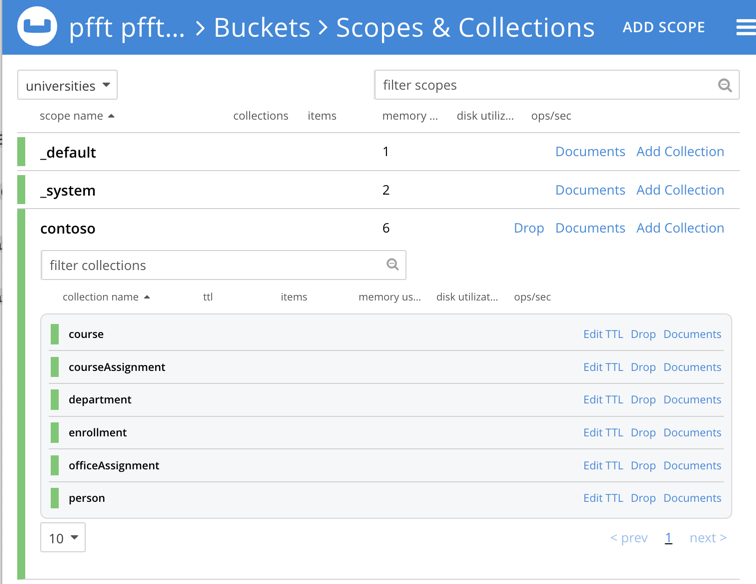 pfft pfft... > Buckets > Scopes & Collections ADD SCOPE
universities filter scopes
scope name collections items memory ... disk utiliz... ops/sec
_default 1 Documents Add Collection
_system 2 Documents Add Collection
contoso 6 Drop Documents Add Collection
filter collections
collection name ttl items memory us... disk utilizat... ops/sec
course Edit TTL Drop Documents
courseAssignment Edit TTL Drop Documents
department Edit TTL Drop Documents
enrollment Edit TTL Drop Documents
officeAssignment Edit TTL Drop Documents
person Edit TTL Drop Documents
10 < prev 1 next >